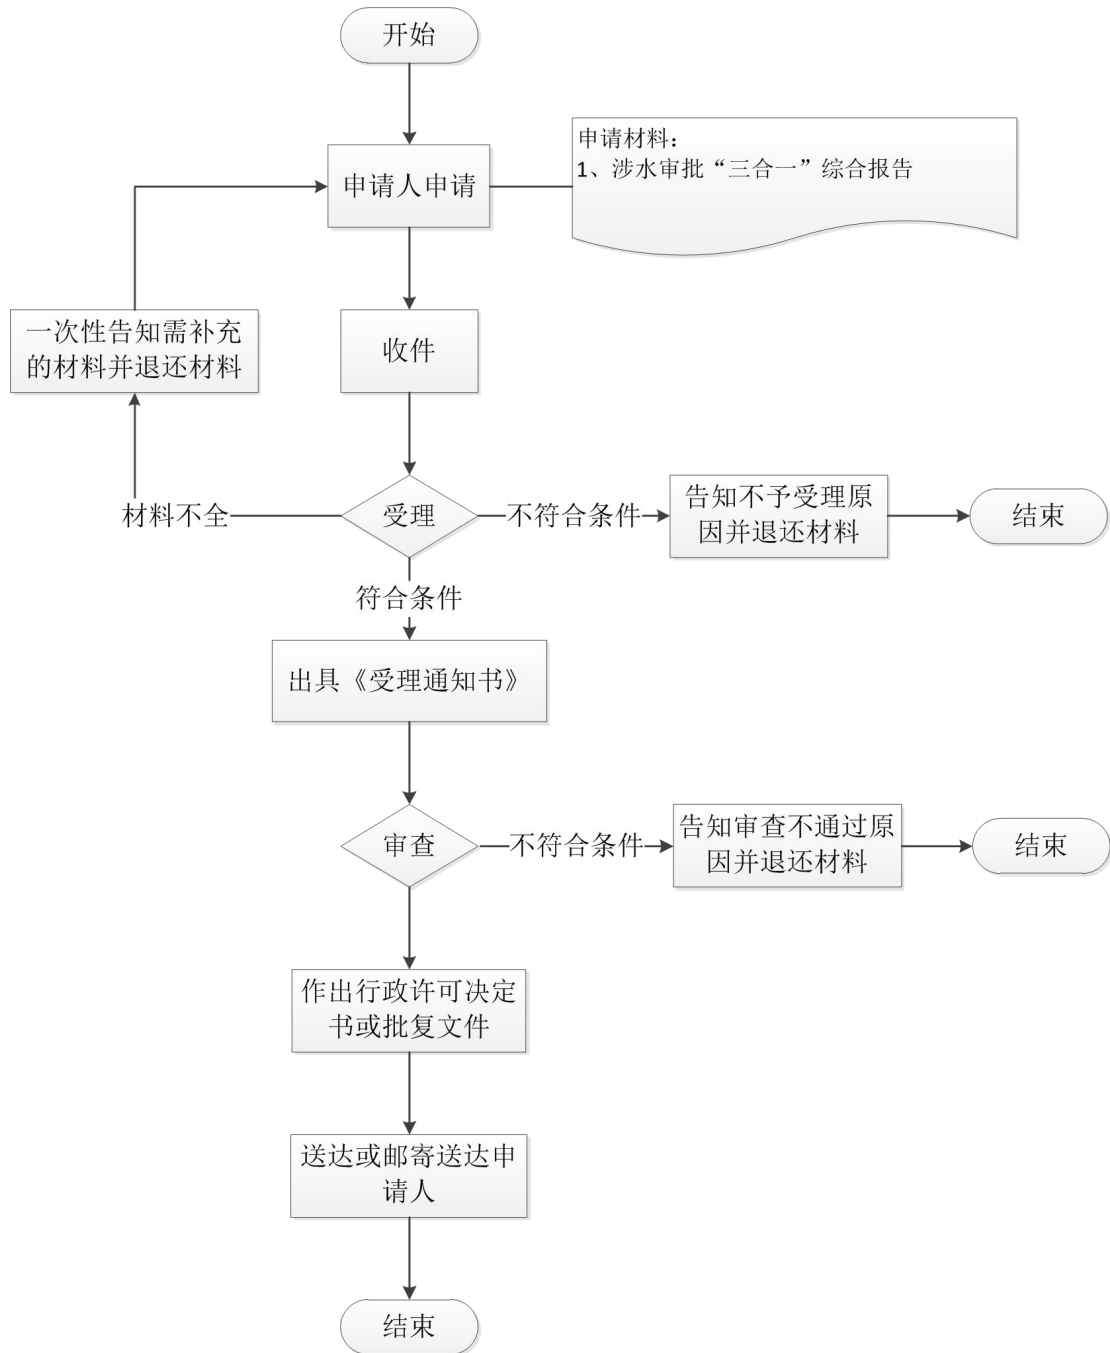 开始
申请人申请
申请材料：
1、涉水审批“三合一”综合报告
一次性告知需补充
的材料并退还材料
收件
材料不全
受理
不符合条件
告知不予受理原
因并退还材料
结束
符合条件
出具《受理通知书》
审查
不符合条件
告知审查不通过原
因并退还材料
结束
作出行政许可决定
书或批复文件
送达或邮寄送达申
请人
结束